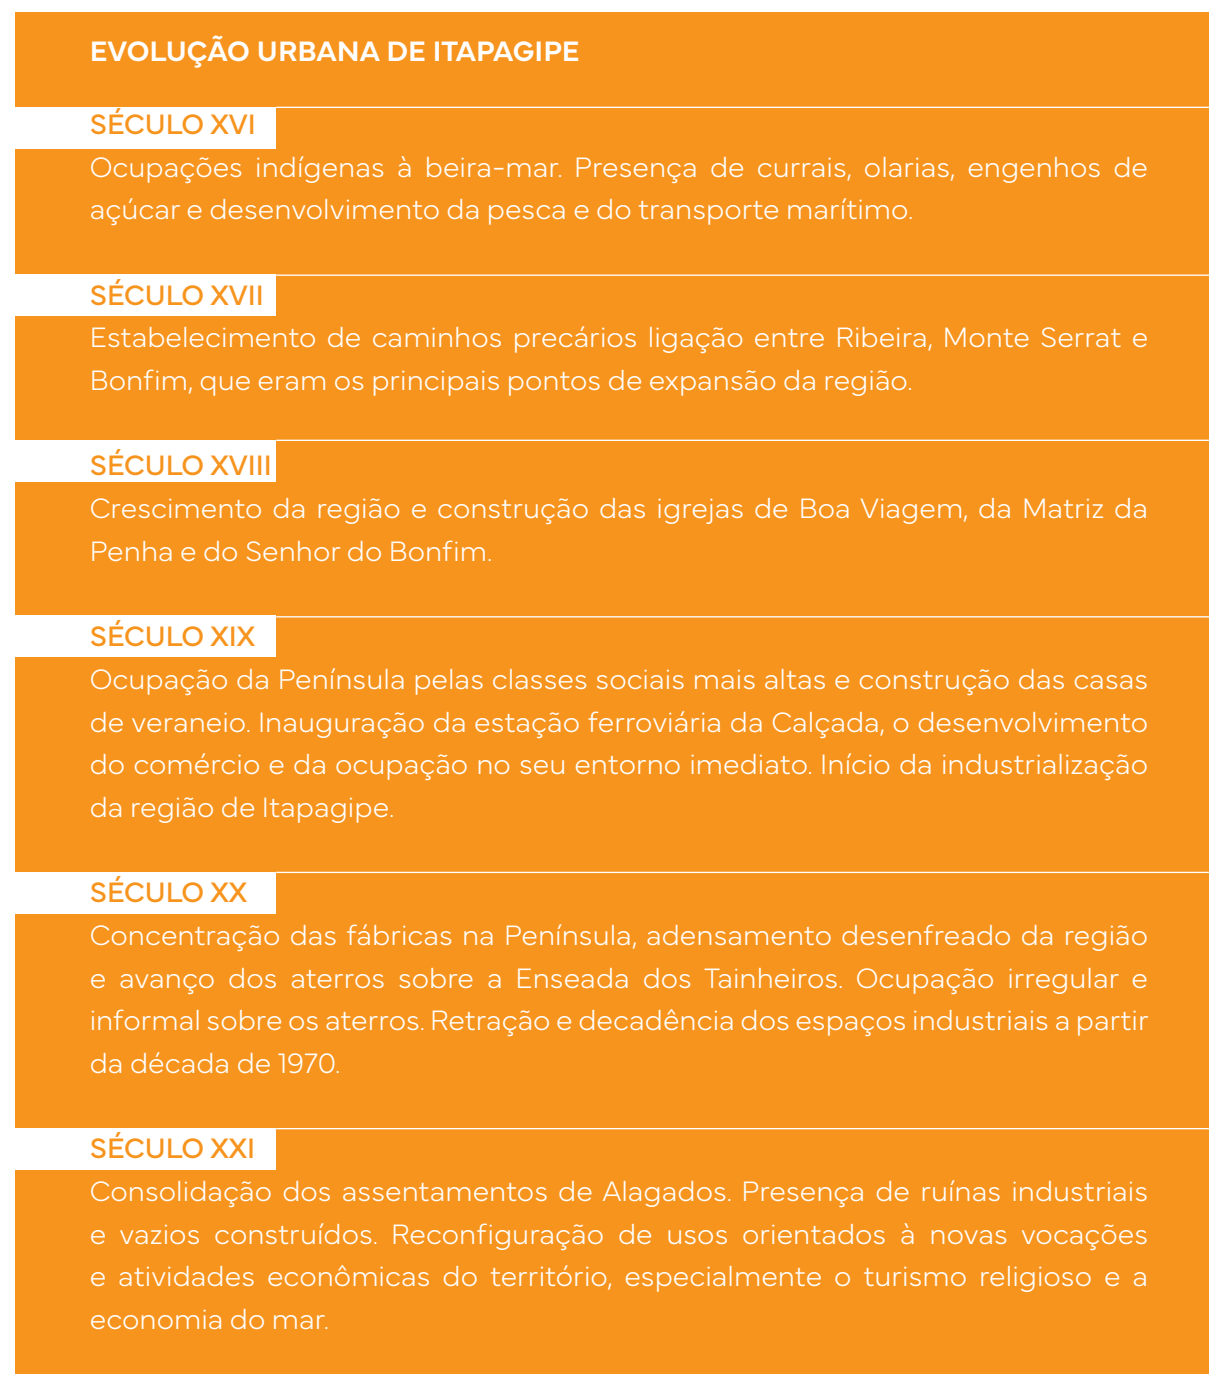 EVOLUÇÃO URBANA DE ITAPAGIPE
SÉCULO XVI
Ocupações indígenas à beira-mar. Presença de currais, olarias, engenhos de
açúcar e desenvolvimento da pesca e do transporte marítimo.
SÉCULO XVII
Estabelecimento de caminhos precários ligação entre Ribeira, Monte Serrat e
Bonfim, que eram os principais pontos de expansão da região.
SÉCULO XVIII
Crescimento da região e construção das igrejas de Boa Viagem, da Matriz da
Penha e do Senhor do Bonfim.
SÉCULO XIX
Ocupação da Península pelas classes sociais mais altas e construção das casas
de veraneio. Inauguração da estação ferroviária da Calçada, o desenvolvimento
do comércio e da ocupação no seu entorno imediato. Início da industrialização
da região de Itapagipe.
SÉCULO XX
Concentração das fábricas na Península, adensamento desenfreado da região
e avanço dos aterros sobre a Enseada dos Tainheiros. Ocupação irregular e
informal sobre os aterros. Retração e decadência dos espaços industriais a partir
da década de 1970.
SÉCULO XXI
Consolidação dos assentamentos de Alagados. Presença de ruínas industriais
e vazios construídos. Reconfiguração de usos orientados à novas vocações
e atividades econômicas do território, especialmente o turismo religioso e a
economia do mar.